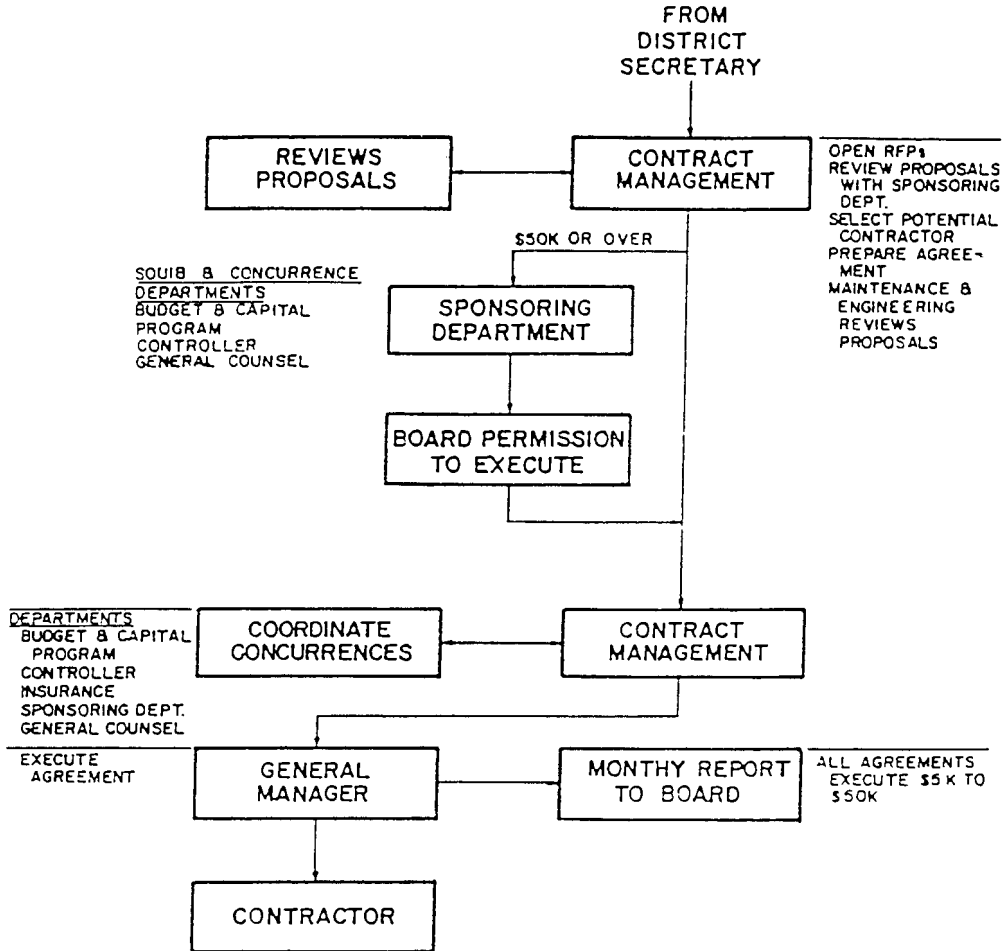 FROM
DISTRICT
SECRETARY
REVIEWS
PROPOSALS
CONTRACT
MANAGEMENT
OPEN RFPs
REVIEW PROPOSALS
WITH SPONSORING
DEPT.
SELECT POTENTIAL
CONTRACTOR
PREPARE AGREE-
MENT
MAINTENANCE &
ENGINEERING
REVIEWS
PROPOSALS
$50K OR OVER
SQUIB & CONCURRENCE
DEPARTMENTS
BUDGET & CAPITAL
PROGRAM
CONTROLLER
GENERAL COUNSEL
SPONSORING
DEPARTMENT
BOARD PERMISSION
TO EXECUTE
DEPARTMENTS
BUDGET & CAPITAL
PROGRAM
CONTROLLER
INSURANCE
SPONSORING DEPT.
GENERAL COUNSEL
COORDINATE
CONCURRENCES
CONTRACT
MANAGEMENT
EXECUTE
AGREEMENT
GENERAL
MANAGER
MONTHY REPORT
TO BOARD
ALL AGREEMENTS
EXECUTE $5K TO
$50K
CONTRACTOR